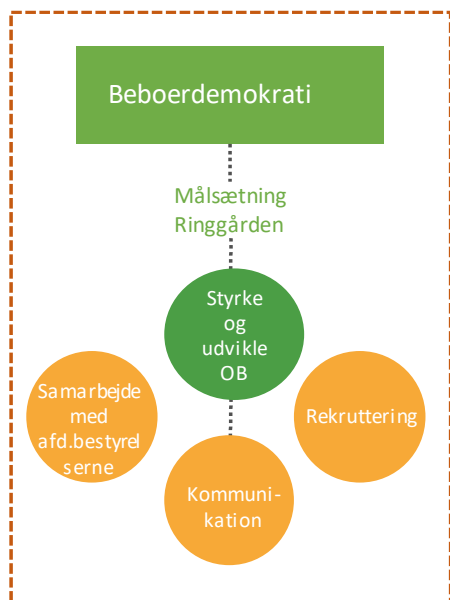 Beboerdemokrati
Målsætning
Ringgården
Styrke
og
udvikle
OB
Samarbejde
med
afd.bestyrel
serne
Rekruttering
Kommuni-
kation